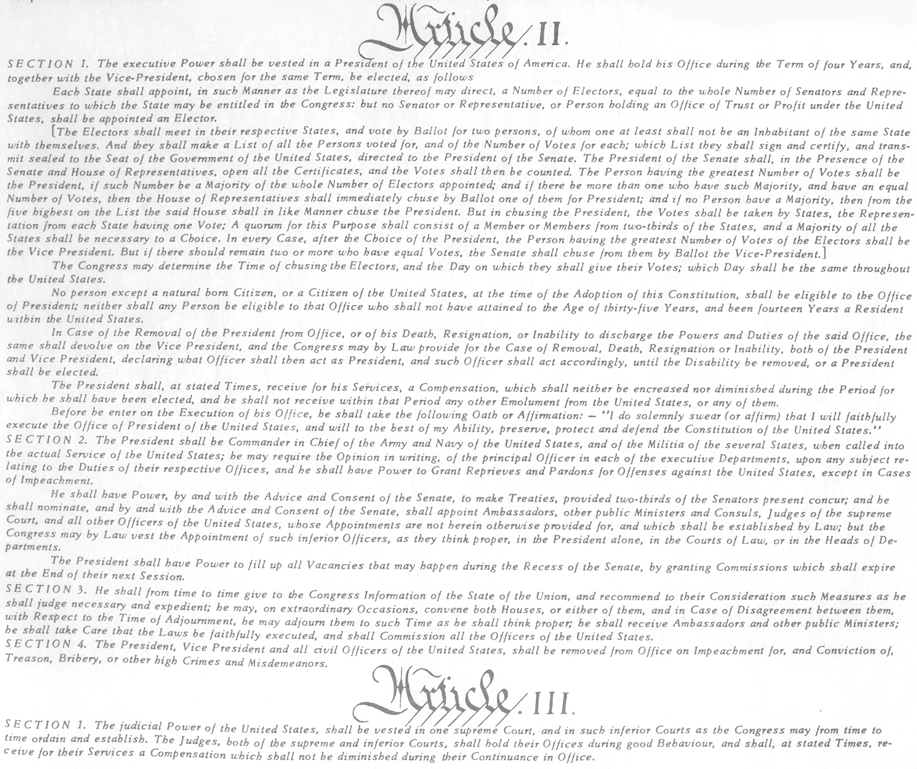 Article. II.
SECTION 1. The executive Power shall be vested in a President of the United States of America. He shall hold his Office during the Term of four Years, and,
together with the Vice-President, chosen for the same Term, be elected, as follows
Each State shall appoint, in such Manner as the Legislature thereof may direct, a Number of Electors, equal to the whole Number of Senators and Repre-
sentatives to which the State may be entitled in the Congress: but no Senator or Representative, or Person holding an Office of Trust or Profit under the United
States, shall be appointed an Elector.
[The Electors shall meet in their respective States, and vote by Ballot for two persons, of whom one at least shall not be an Inhabitant of the same State
with themselves. And they shall make a List of all the Persons voted for, and of the Number of Votes for each; which List they shall sign and certify, and trans-
mit sealed to the Seat of the Government of the United States, directed to the President of the Senate. The President of the Senate shall, in the Presence of the
Senate and House of Representatives, open all the Certificates, and the Votes shall then be counted. The Person having the greatest Number of Votes shall be
the President, if such Number be a Majority of the whole Number of Electors appointed; and if there be more than one who have such Majority, and have an equal
Number of Votes, then the House of Representatives shall immediately chuse by Ballot one of them for President; and if no Person have a Majority, then from the
five highest on the List the said House shall in like Manner chuse the President. But in chusing the President, the Votes shall be taken by States, the Represen-
tation from each State having one Vote; A quorum for this Purpose shall consist of a Member or Members from two-thirds of the States, and a Majority of all the
States shall be necessary to a Choice. In every Case, after the Choice of the President, the Person having the greatest Number of Votes of the Electors shall be
the Vice President. But if there should remain two or more who have equal Votes, the Senate shall chuse from them by Ballot the Vice-President.]
The Congress may determine the Time of chusing the Electors, and the Day on which they shall give their Votes; which Day shall be the same throughout
the United States.
No person except a natural born Citizen, or a Citizen of the United States, at the time of the Adoption of this Constitution, shall be eligible to the Office
of President; neither shall any Person be eligible to that Office who shall not have attained to the Age of thirty-five Years, and been fourteen Years a Resident
within the United States.
In Case of the Removal of the President from Office, or of his Death, Resignation, or Inability to discharge the Powers and Duties of the said Office, the
same shall devolve on the Vice President, and the Congress may by Law provide for the Case of Removal, Death, Resignation or Inability, both of the President
and Vice President, declaring what Officer shall then act as President, and such Officer shall act accordingly, until the Disability be removed, or a President
shall be elected.
The President shall, at stated Times, receive for his Services, a Compensation, which shall neither be encreased nor diminished during the Period for
which he shall have been elected, and he shall not receive within that Period any other Emolument from the United States, or any of them.
Before be enter on the Execution of his Office, he shall take the following Oath or Affirmation: — "I do solemnly swear (or affirm) that I will faithfully
execute the Office of President of the United States, and will to the best of my Ability, preserve, protect and defend the Constitution of the United States."
SECTION 2. The President shall be Commander in Chief of the Army and Navy of the United States, and of the Militia of the several States, when called into
the actual Service of the United States; he may require the Opinion in writing, of the principal Officer in each of the executive Departments, upon any subject re-
lating to the Duties of their respective Offices, and he shall have Power to Grant Reprieves and Pardons for Offenses against the United States, except in Cases
of Impeachment.
He shall have Power, by and with the Advice and Consent of the Senate, to make Treaties, provided two-thirds of the Senators present concur; and he
shall nominate, and by and with the Advice and Consent of the Senate, shall appoint Ambassadors, other public Ministers and Consuls, Judges of the supreme
Court, and all other Officers of the United States, whose Appointments are not herein otherwise provided for, and which shall be established by Law; but the
Congress may by Law vest the Appointment of such inferior Officers, as they think proper, in the President alone, in the Courts of Law, or in the Heads of De-
partments.
The President shall have Power to fill up all Vacancies that may happen during the Recess of the Senate, by granting Commissions which shall expire
at the End of their next Session.
SECTION 3. He shall from time to time give to the Congress Information of the State of the Union, and recommend to their Consideration such Measures as he
shall judge necessary and expedient; he may, on extraordinary Occasions, convene both Houses, or either of them, and in Case of Disagreement between them,
with Respect to the Time of Adjournment, he may adjourn them to such Time as he shall think proper; he shall receive Ambassadors and other public Ministers;
he shall take Care that the Laws be faithfully executed, and shall Commission all the Officers of the United States.
SECTION 4. The President, Vice President and all civil Officers of the United States, shall be removed from Office on Impeachment for, and Conviction of,
Treason, Bribery, or other high Crimes and Misdemeanors.
Article. III.
SECTION 1. The judicial Power of the United States, shall be vested in one supreme Court, and in such inferior Courts as the Congress may from time to
time ordain and establish. The Judges, both of the supreme and inferior Courts, shall hold their Offices during good Behaviour, and shall, at stated Times, re-
ceive for their Services a Compensation which shall not be diminished during their Continuance in Office.